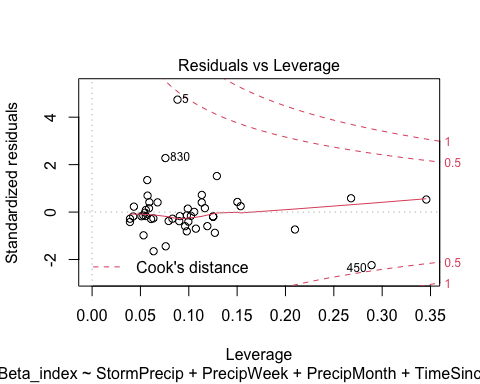 Residuals vs Leverage
Standardized residuals
4
2
0
-2
5
830
450
1
0.5
0.5
1
Cook's distance
0.00 0.05 0.10 0.15 0.20 0.25 0.30 0.35
Leverage
Beta_index ~ StormPrecip + PrecipWeek + PrecipMonth + TimeSinc